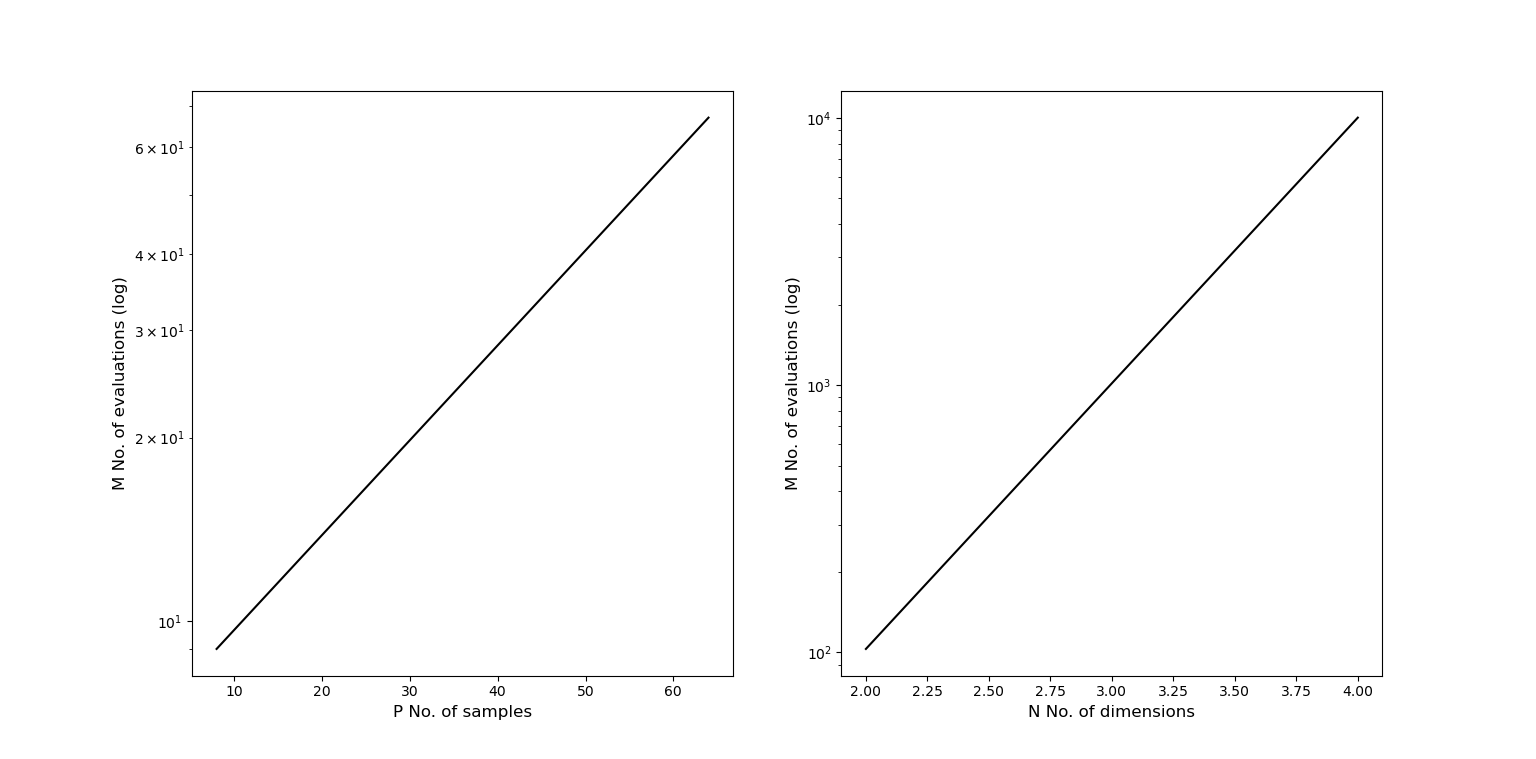 M No. of evaluations (log)
6 × 10¹
4 × 10¹
3 × 10¹
2 × 10¹
10¹
10 20 30 40 50 60
P No. of samples
M No. of evaluations (log)
10⁴
10³
10²
2.00 2.25 2.50 2.75 3.00 3.25 3.50 3.75 4.00
N No. of dimensions